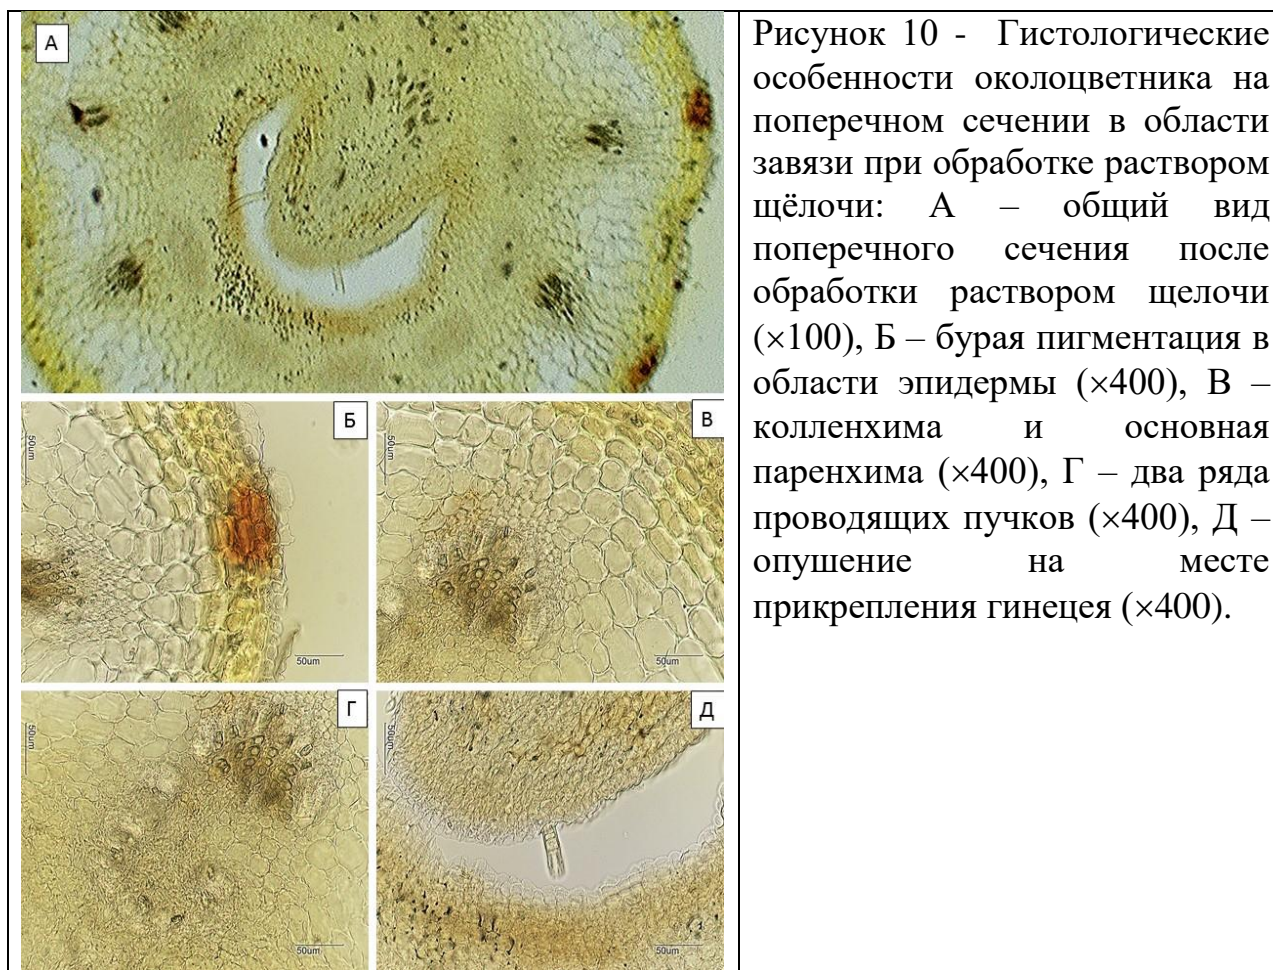 А
Б
50um
50um
В
50um
50um
Г
50um
50um
Д
50um
50um
Рисунок 10 - Гистологические
особенности околоцветника на
поперечном сечении в области
завязи при обработке раствором
щёлочи: А – общий вид
поперечного сечения после
обработки раствором щелочи
(×100), Б – бурая пигментация в
области эпидермы (×400), В –
колленхима и основная
паренхима (×400), Г – два ряда
проводящих пучков (×400), Д –
опушение на месте
прикрепления гинецея (×400).